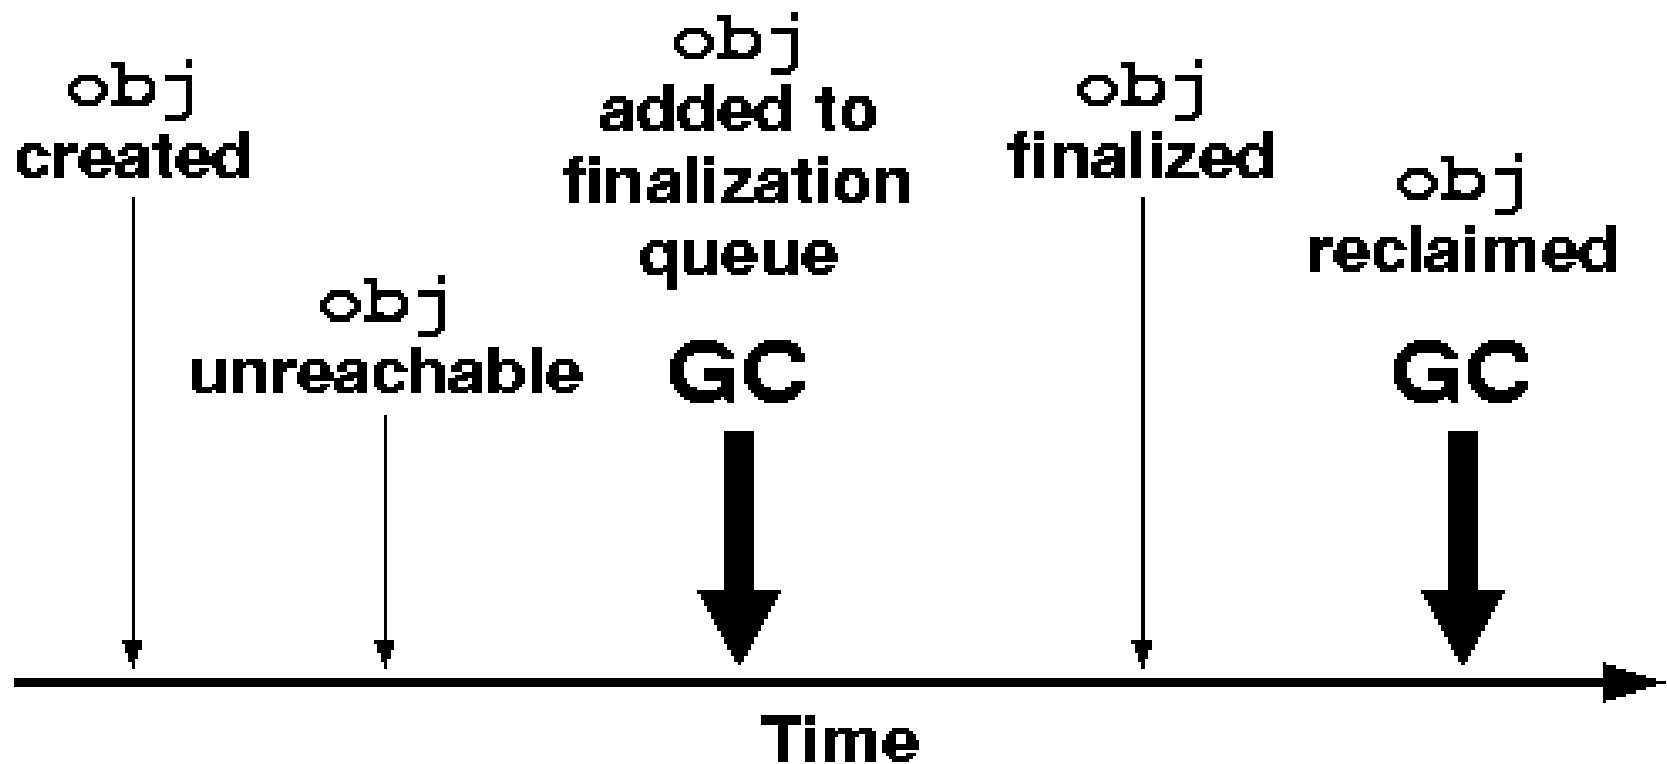 obj
created
obj
unreachable
obj
added to
finalization
queue
GC
obj
finalized
obj
reclaimed
GC
Time